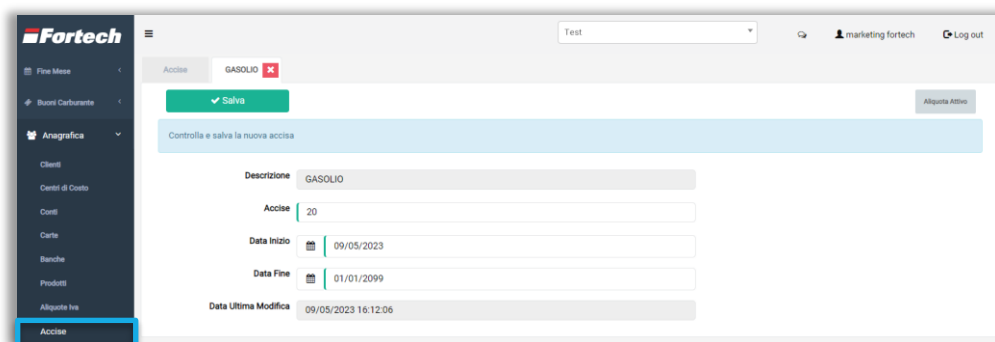 Fortech
Test
marketing fortech
Log out
Fine Mese
Accise
GASOLIO
Buoni Carburante
Salva
Aliquota Attivo
Anagrafica
Controlla e salva la nuova accisa
Clienti
Centri di Costo
Conti
Carte
Banche
Prodotti
Aliquote Iva
Accise
Descrizione
GASOLIO
Accise
20
Data Inizio
09/05/2023
Data Fine
01/01/2099
Data Ultima Modifica
09/05/2023 16:12:06